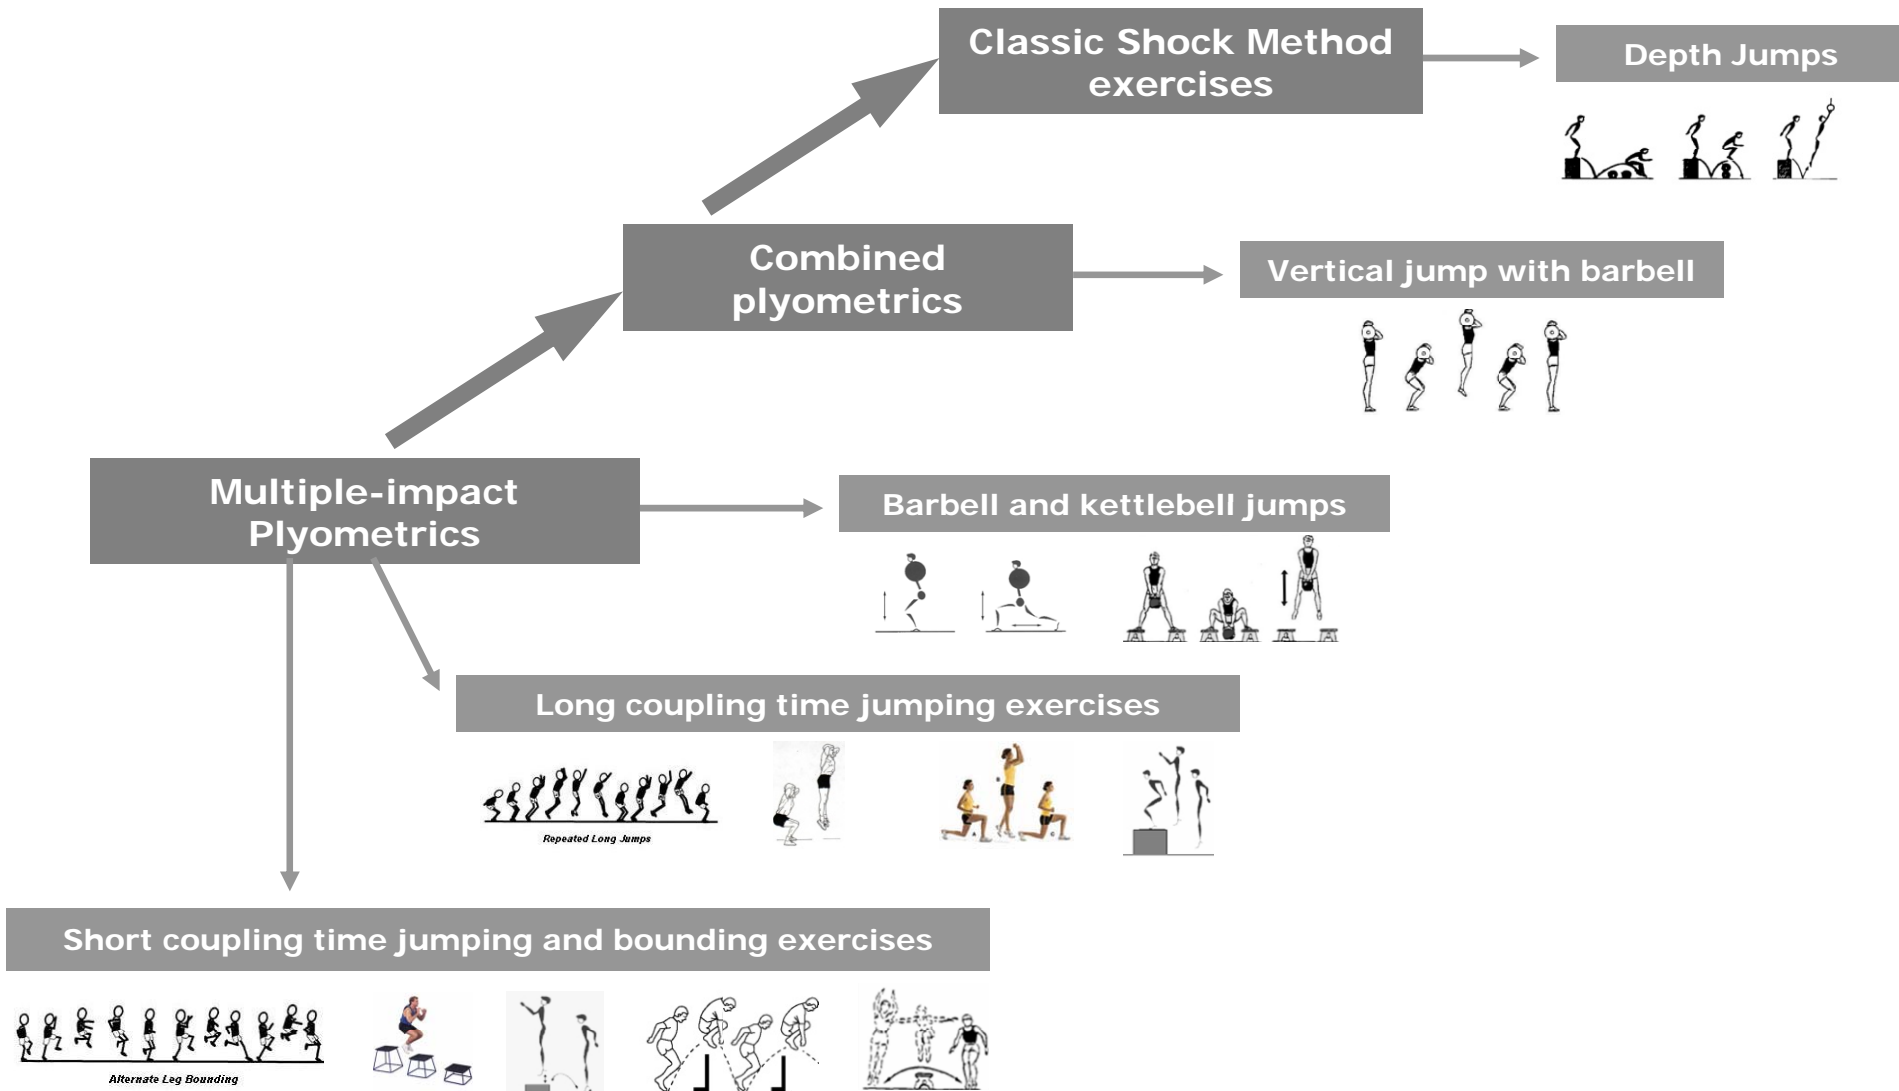 Classic Shock Method
exercises
Depth Jumps
Combined
plyometrics
Vertical jump with barbell
Multiple-impact
Plyometrics
Barbell and kettlebell jumps
Long coupling time jumping exercises
Repeated Long Jumps
B
A
C
Short coupling time jumping and bounding exercises
Alternate Leg Bounding